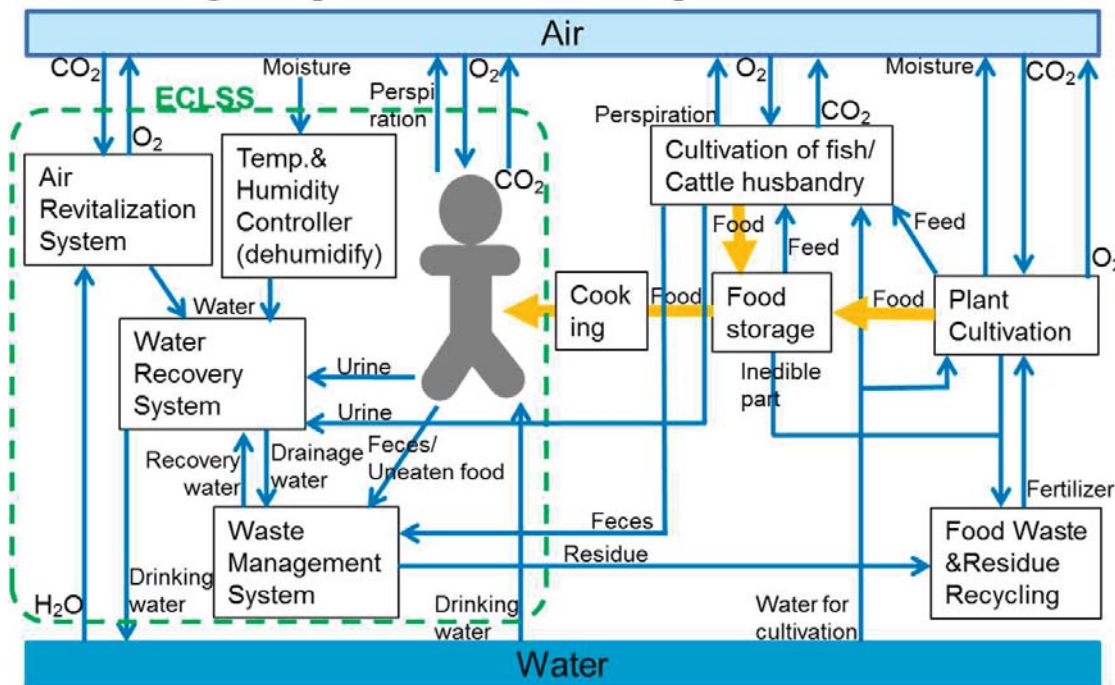 Air
CO₂
O₂
Moisture
Perspi
ration
O₂
CO₂
Perspiration
O₂
CO₂
Moisture
CO₂
O₂
ECLSS
Air
Revitalization
System
Temp.&
Humidity
Controller
(dehumidify)
Cultivation of fish/
Cattle husbandry
Food
Feed
Feed
Cook
ing
Food
Food
storage
Food
Plant
Cultivation
Water
Water
Recovery
System
Urine
Urine
Inedible
part
Recovery
water
Drainage
water
Feces/
Uneaten food
Waste
Management
System
Feces
Residue
Fertilizer
Food Waste
&Residue
Recycling
H₂O
Drinking
water
Drinking
water
Water for
cultivation
Water